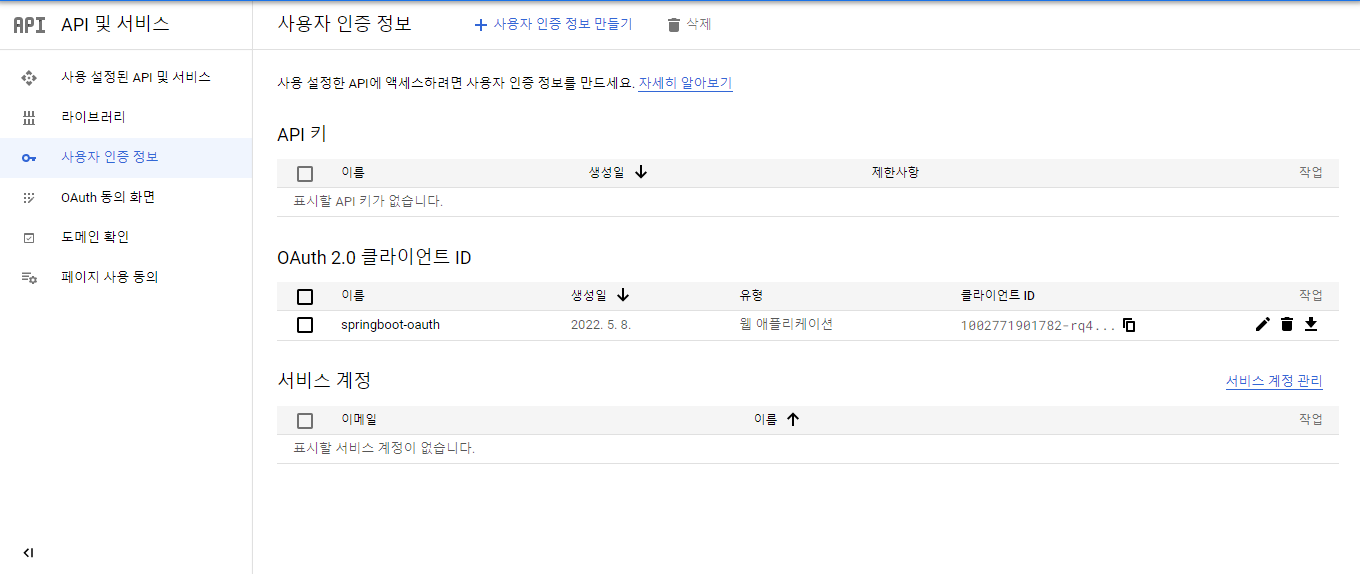 API API 및 서비스
사용자 인증 정보
사용자 인증 정보 만들기
삭제
사용 설정된 API 및 서비스
라이브러리
사용자 인증 정보
OAuth 동의 화면
도메인 확인
페이지 사용 동의
사용 설정한 API에 액세스하려면 사용자 인증 정보를 만드세요. 자세히 알아보기
API 키
이름 생성일 제한사항 작업
표시할 API 키가 없습니다.
OAuth 2.0 클라이언트 ID
이름 생성일 유형 클라이언트 ID 작업
springboot-oauth 2022. 5. 8. 웹 애플리케이션 1002771901782-rq4...
서비스 계정 서비스 계정 관리
이메일 이름 작업
표시할 서비스 계정이 없습니다.